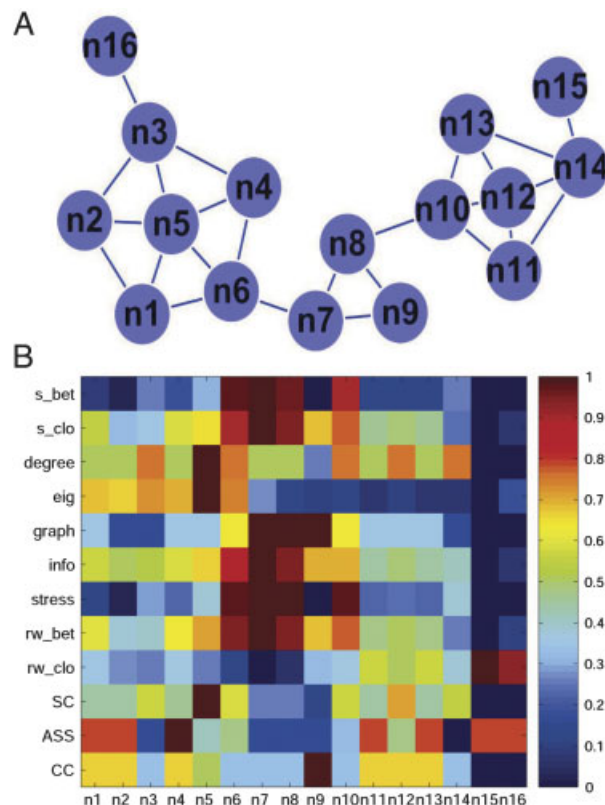 A
n16
n15
n3
n13
n14
n4
n12
n2
n5
n10
n8
n11
n6
n1
n7
n9
B
s_bet
s_clo
degree
eig
graph
info
stress
rw_bet
rw_clo
SC
ASS
CC
1
0.9
0.8
0.7
0.6
0.5
0.4
0.3
0.2
0.1
0
n1 n2 n3 n4 n5 n6 n7 n8 n9 n10 n11 n12 n13 n14 n15 n16